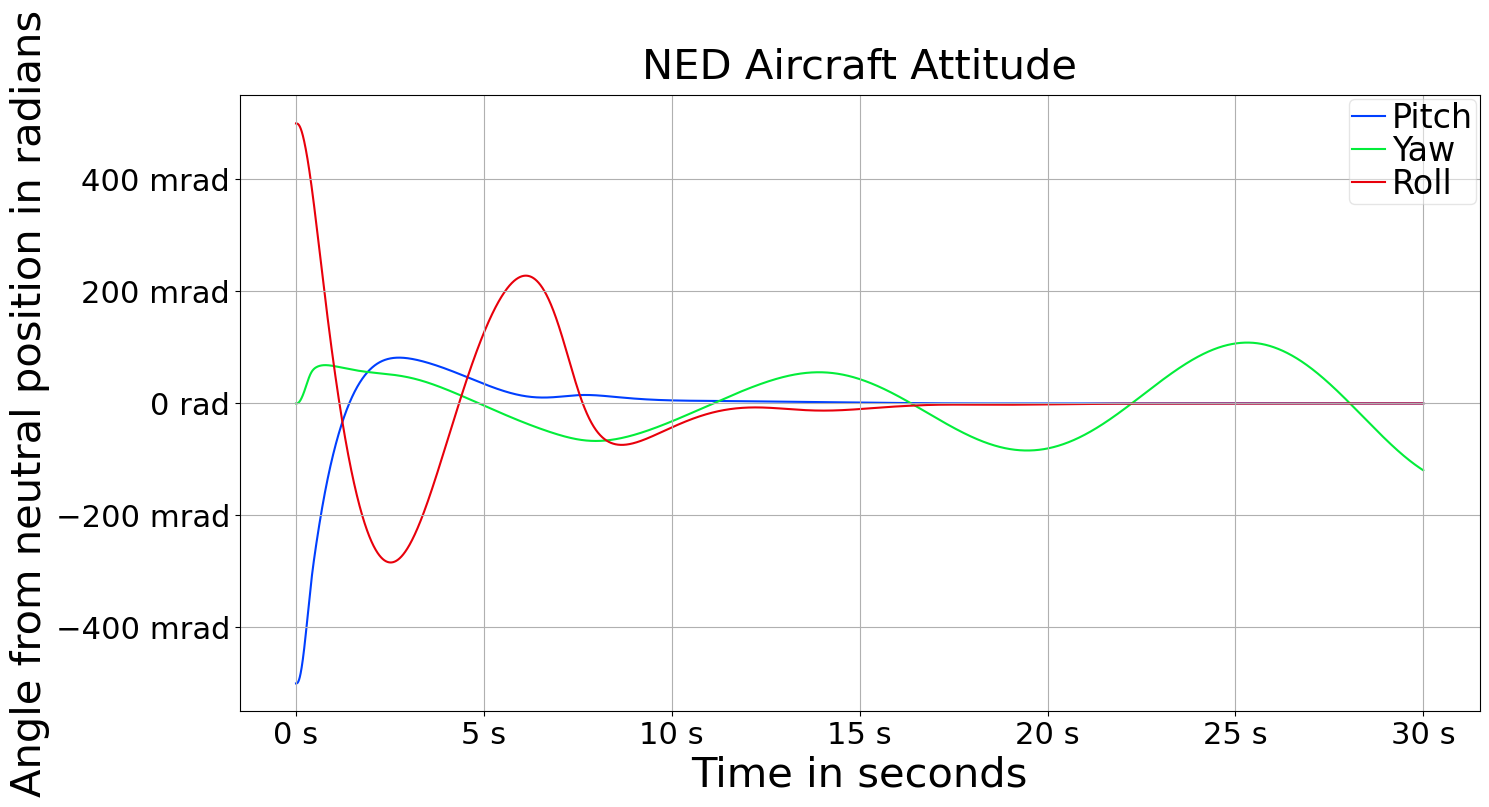 NED Aircraft Attitude
Angle from neutral position in radians
400 mrad
200 mrad
0 rad
−200 mrad
−400 mrad
Pitch
Yaw
Roll
0 s
5 s
10 s
15 s
20 s
25 s
30 s
Time in seconds